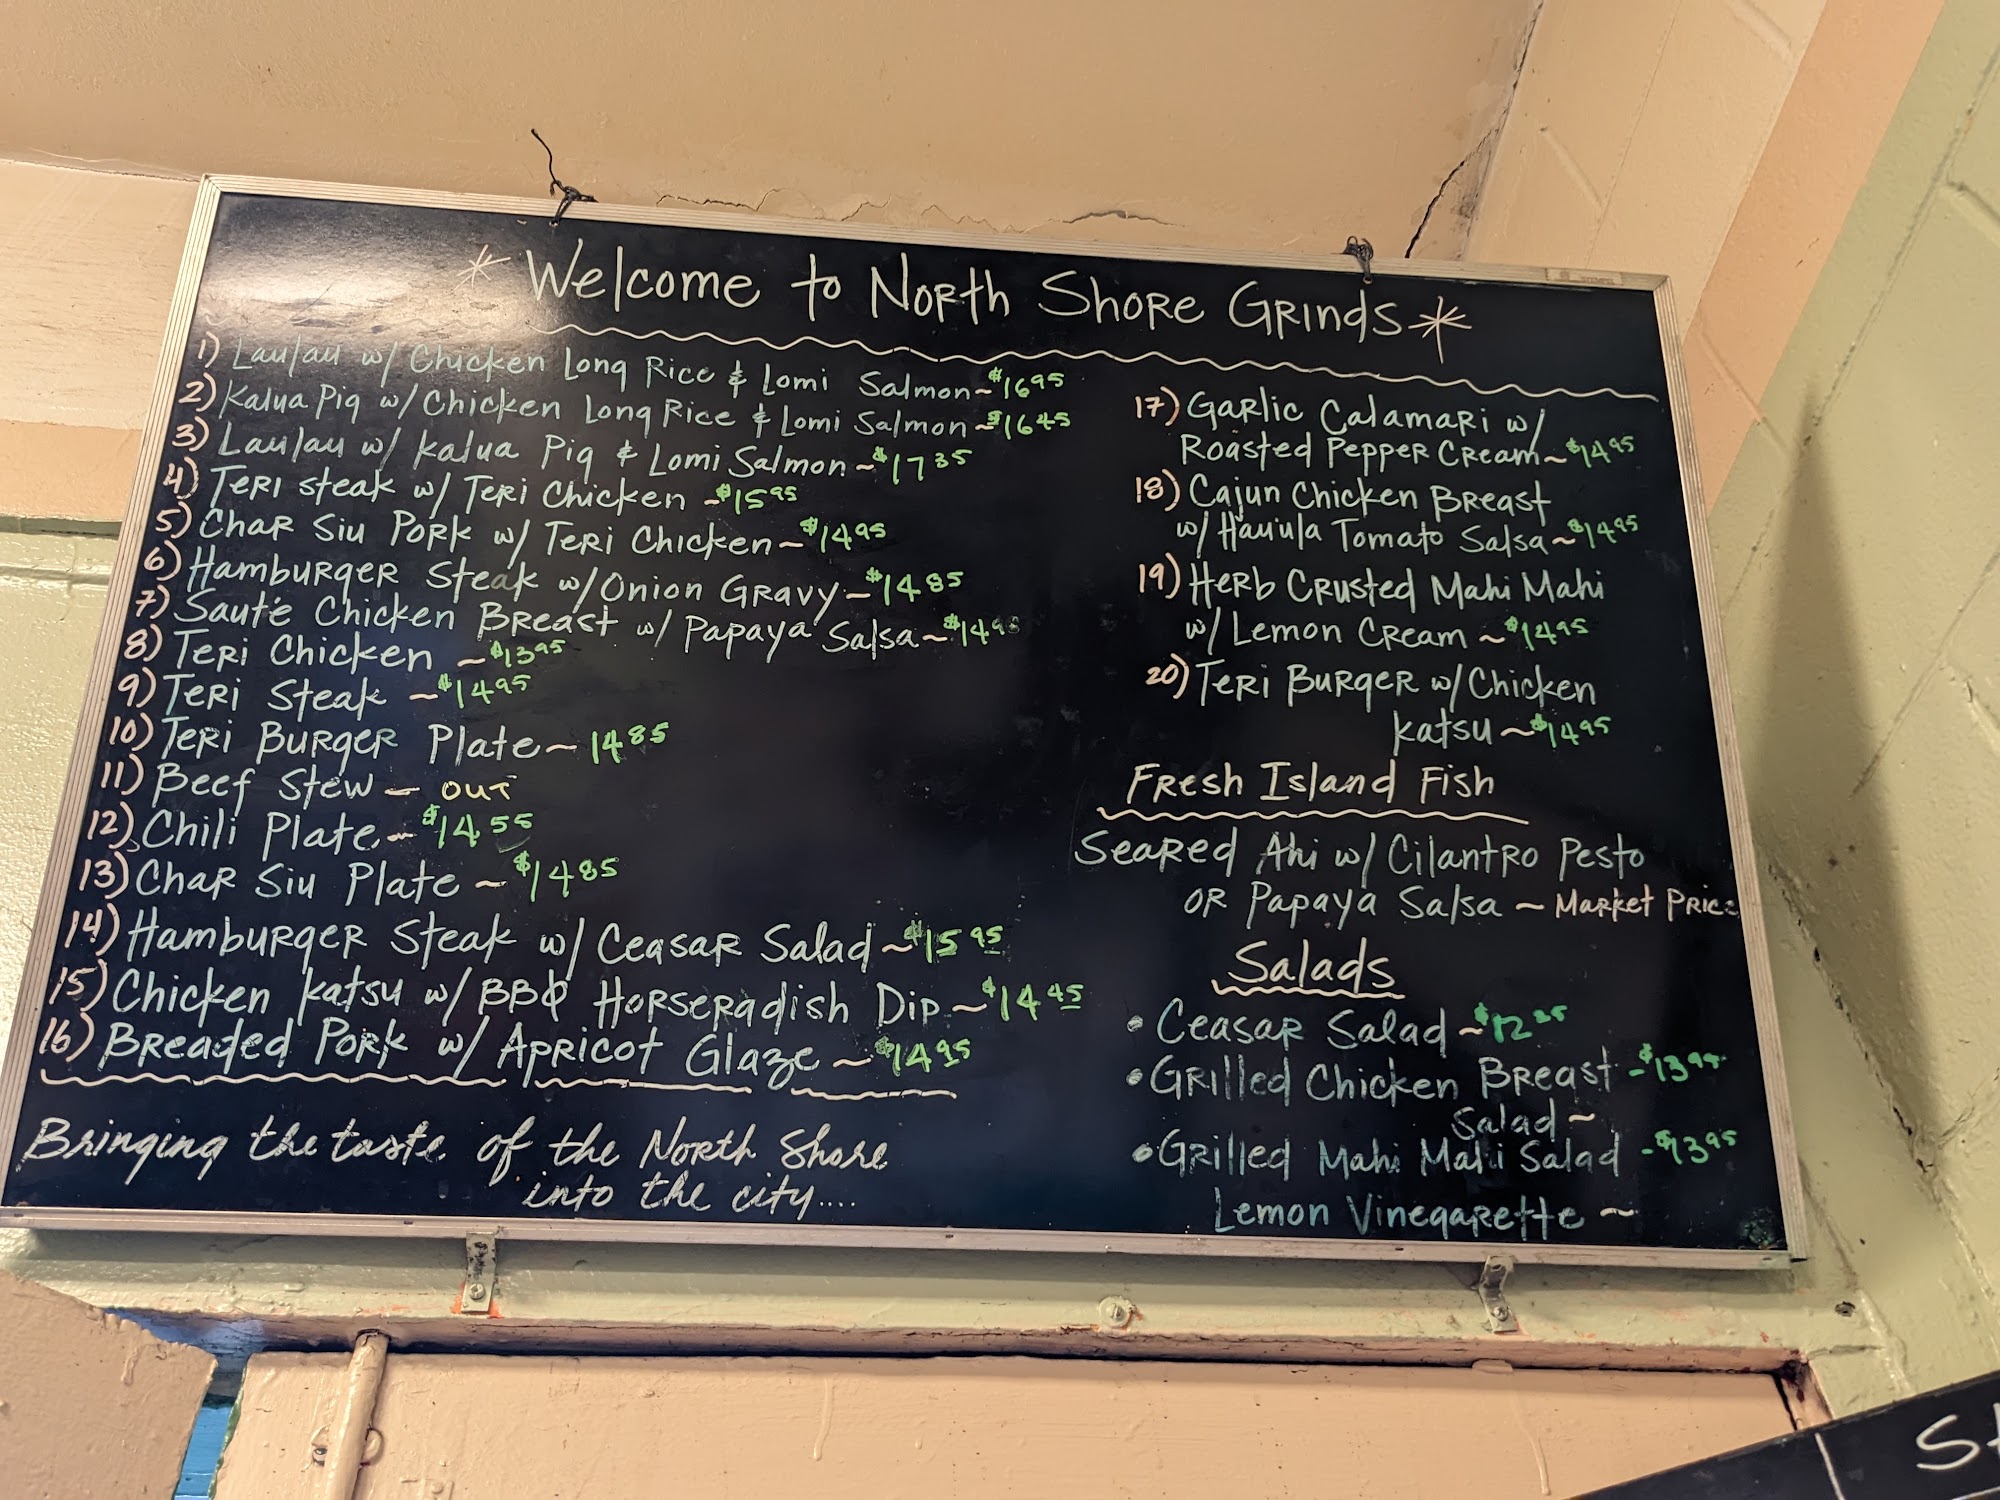 * Welcome to North Shore Grinds *
1) Laulau w/ Chicken Long Rice & Lomi Salmon ~ $16 95
2) Kalua Pig w/ Chicken Long Rice & Lomi Salmon ~ $16 45
3) Laulau w/ Kalua Pig & Lomi Salmon ~ $17 35
4) Teri Steak w/ Teri Chicken ~ $15 95
5) Char Siu Pork w/ Teri Chicken ~ $14 95
6) Hamburger Steak w/ Onion Gravy ~ $14 85
7) Sauté Chicken Breast w/ Papaya Salsa ~ $14 95
8) Teri Chicken ~ $13 95
9) Teri Steak ~ $14 95
10) Teri Burger Plate ~ 14 85
11) Beef Stew ~ OUT
12) Chili Plate ~ $14 55
13) Char Siu Plate ~ $14 85
14) Hamburger Steak w/ Ceasar Salad ~ $15 95
15) Chicken Katsu w/ BBQ Horseradish Dip ~ $14 45
16) Breaded Pork w/ Apricot Glaze ~ $14 95
Bringing the taste of the North Shore
into the city....
17) Garlic Calamari w/
Roasted Pepper Cream ~ $14 95
18) Cajun Chicken Breast
w/ Hauula Tomato Salsa ~ $14 95
19) Herb Crusted Mahi Mahi
w/ Lemon Cream ~ $14 95
20) Teri Burger w/ Chicken
Katsu ~ $14 95
Fresh Island Fish
Seared Ahi w/ Cilantro Pesto
or Papaya Salsa ~ Market Price
Salads
• Ceasar Salad ~ $12 25
• Grilled Chicken Breast - $13 95
Salad ~
• Grilled Mahi Mahi Salad - $13 95
Lemon Vinegarette ~